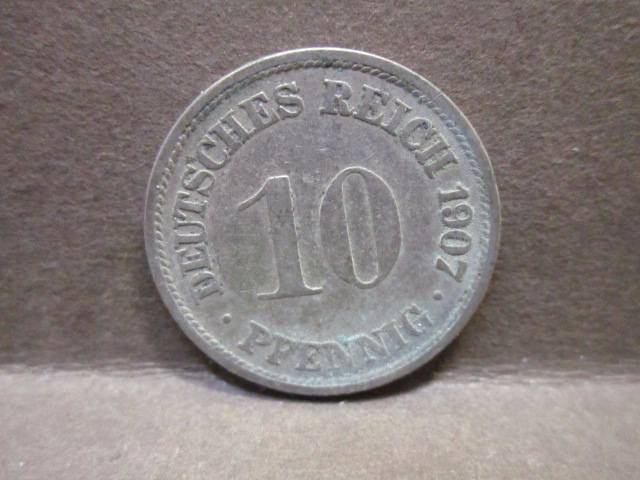 DEUTSCHES REICH 1907
10
· PFENNIG ·